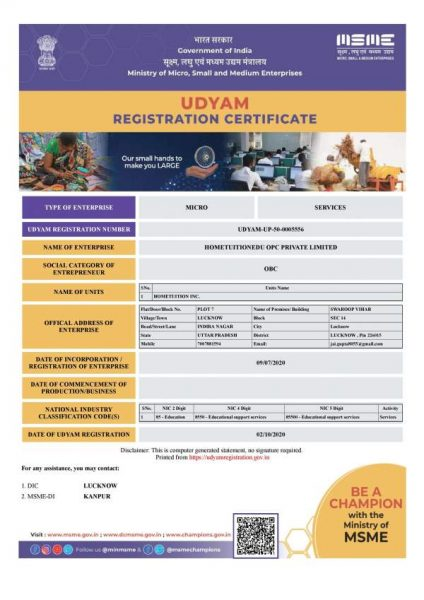 भारत सरकार
Government of India
सूक्ष्म, लघु एवं मध्यम उद्यम मंत्रालय
Ministry of Micro, Small and Medium Enterprises
MSME
सूक्ष्म, लघु एवं मध्यम उद्यम
MICRO, SMALL & MEDIUM ENTERPRISES
UDYAM
REGISTRATION CERTIFICATE
Our small hands to
make you LARGE
TYPE OF ENTERPRISE MICRO SERVICES
UDYAM REGISTRATION NUMBER UDYAM-UP-50-0005556
NAME OF ENTERPRISE HOMETUITIONEDU OPC PRIVATE LIMITED
SOCIAL CATEGORY OF
ENTREPRENEUR OBC
NAME OF UNITS
SNo. Units Name
1 HOMETUITION INC.
OFFICAL ADDRESS OF
ENTERPRISE
Flat/Door/Block No. PLOT 7 Name of Premises/ Building SWAROOP VIHAR
Village/Town LUCKNOW Block SEC 14
Road/Street/Lane INDIRA NAGAR City Lucknow
State UTTAR PRADESH District LUCKNOW , Pin 226015
Mobile Email:
DATE OF INCORPORATION /
REGISTRATION OF ENTERPRISE 09/07/2020
DATE OF COMMENCEMENT OF
PRODUCTION/BUSINESS
NATIONAL INDUSTRY
CLASSIFICATION CODE(S)
SNo. NIC 2 Digit NIC 4 Digit NIC 5 Digit Activity
1 85 - Education 8550 - Educational support services 85500 - Educational support services Services
DATE OF UDYAM REGISTRATION 02/10/2020
Disclaimer: This is computer generated statement, no signature required.
Printed from https://udyamregistration.gov.in
For any assistance, you may contact:
1. DIC LUCKNOW
2. MSME-DI KANPUR
BE A
CHAMPION
with the
Ministry of
MSME
Visit : www.msme.gov.in ; www.dcmsme.gov.in ; www.champions.gov.in
Follow us @minmsme & @msmechampions